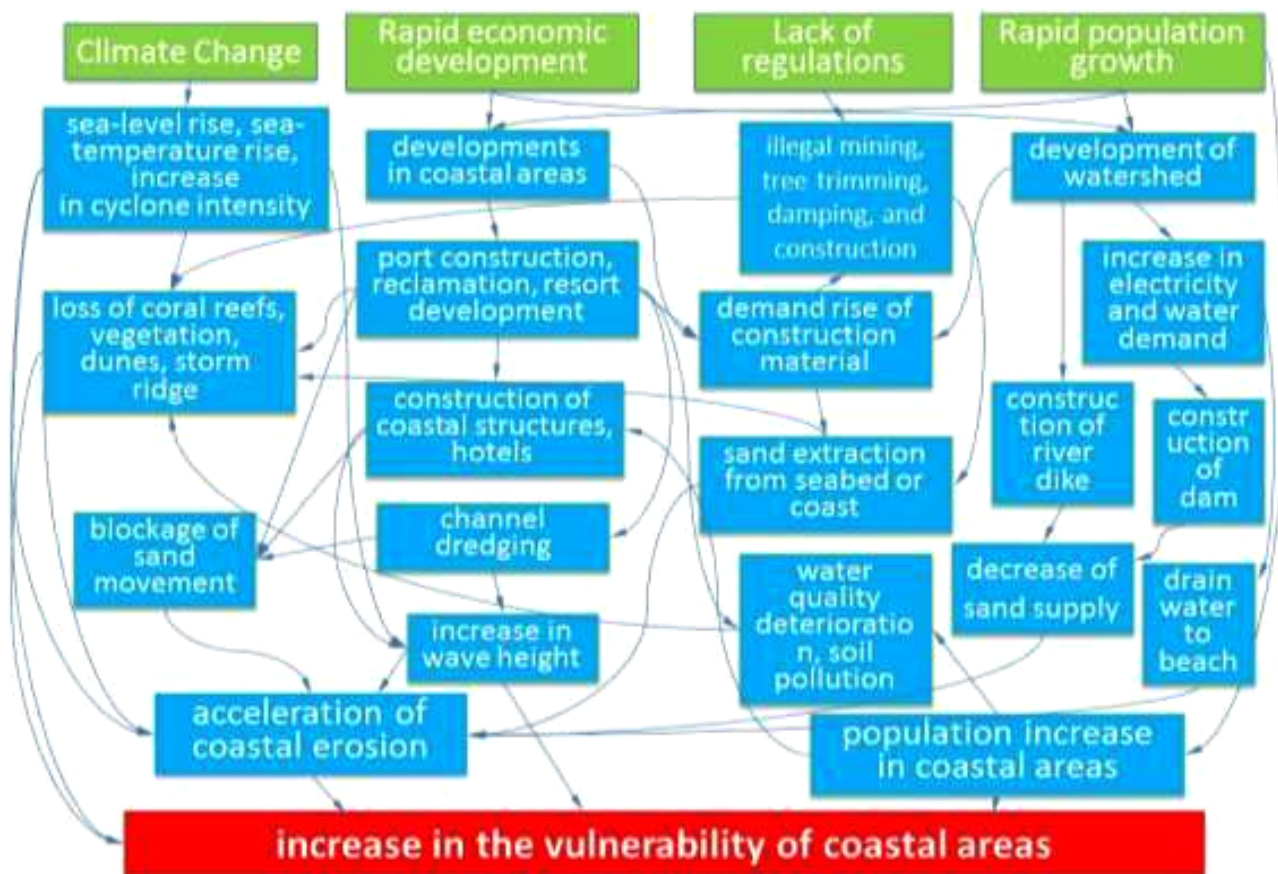 Climate Change
Rapid economic
development
Lack of
regulations
Rapid population
growth
sea-level rise, sea-
temperature rise,
increase
in cyclone intensity
developments
in coastal areas
illegal mining,
tree trimming,
damping, and
construction
development of
watershed
port construction,
reclamation, resort
development
increase in
electricity
and water
demand
loss of coral reefs,
vegetation,
dunes, storm
ridge
demand rise of
construction
material
construction of
coastal structures,
hotels
construc
tion of
river
dike
constr
uction
of
dam
sand extraction
from seabed or
coast
channel
dredging
blockage of
sand
movement
water
quality
deterioratio
n, soil
pollution
decrease of
sand supply
drain
water
to
beach
increase in
wave height
acceleration of
coastal erosion
population increase
in coastal areas
increase in the vulnerability of coastal areas